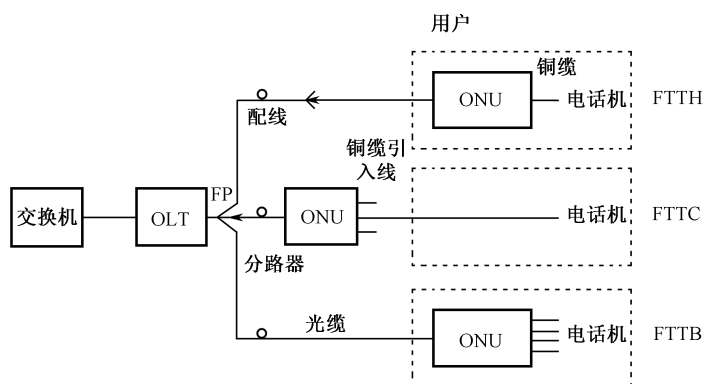 用户
ONU
铜缆
电话机
FTTH
配线
铜缆引
入线
交换机
OLT
FP
ONU
电话机
FTTC
分路器
光缆
ONU
电话机
FTTB